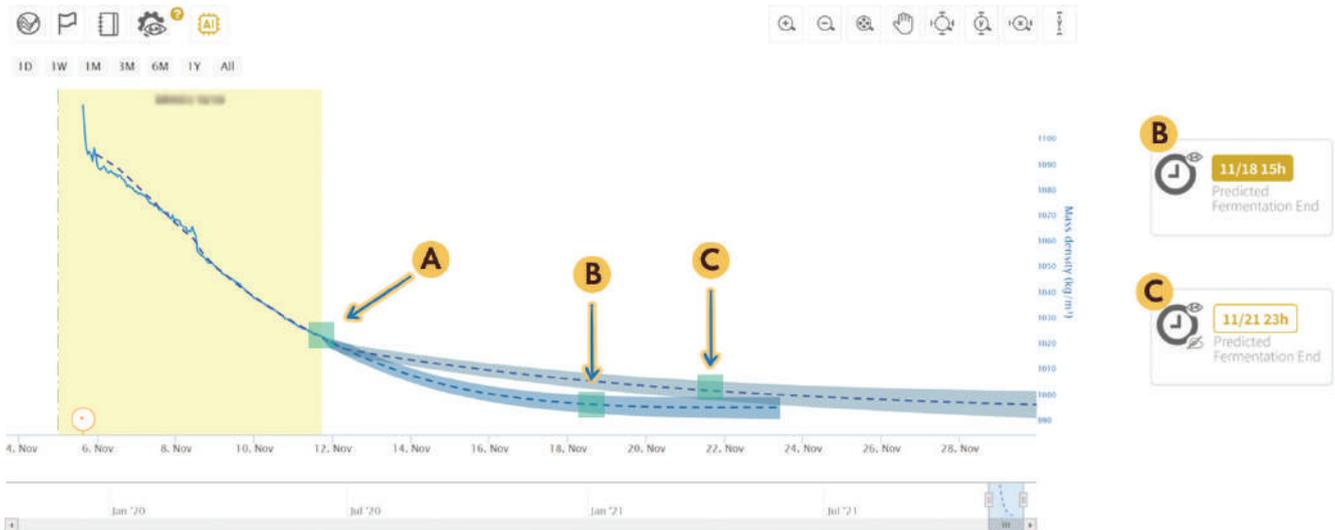 ?
AI
1D 1W 1M 3M 6M 1Y All
y
x
1100
1090
1080
1070
1060
1050
1040
1030
1020
1010
1000
990
Mass density (kg/m³)
A
B
C
4. Nov 6. Nov 8. Nov 10. Nov 12. Nov 14. Nov 16. Nov 18. Nov 20. Nov 22. Nov 24. Nov 26. Nov 28. Nov
Jan '20 Jul '20 Jan '21 Jul '21
B
11/18 15h
Predicted
Fermentation End
C
11/21 23h
Predicted
Fermentation End